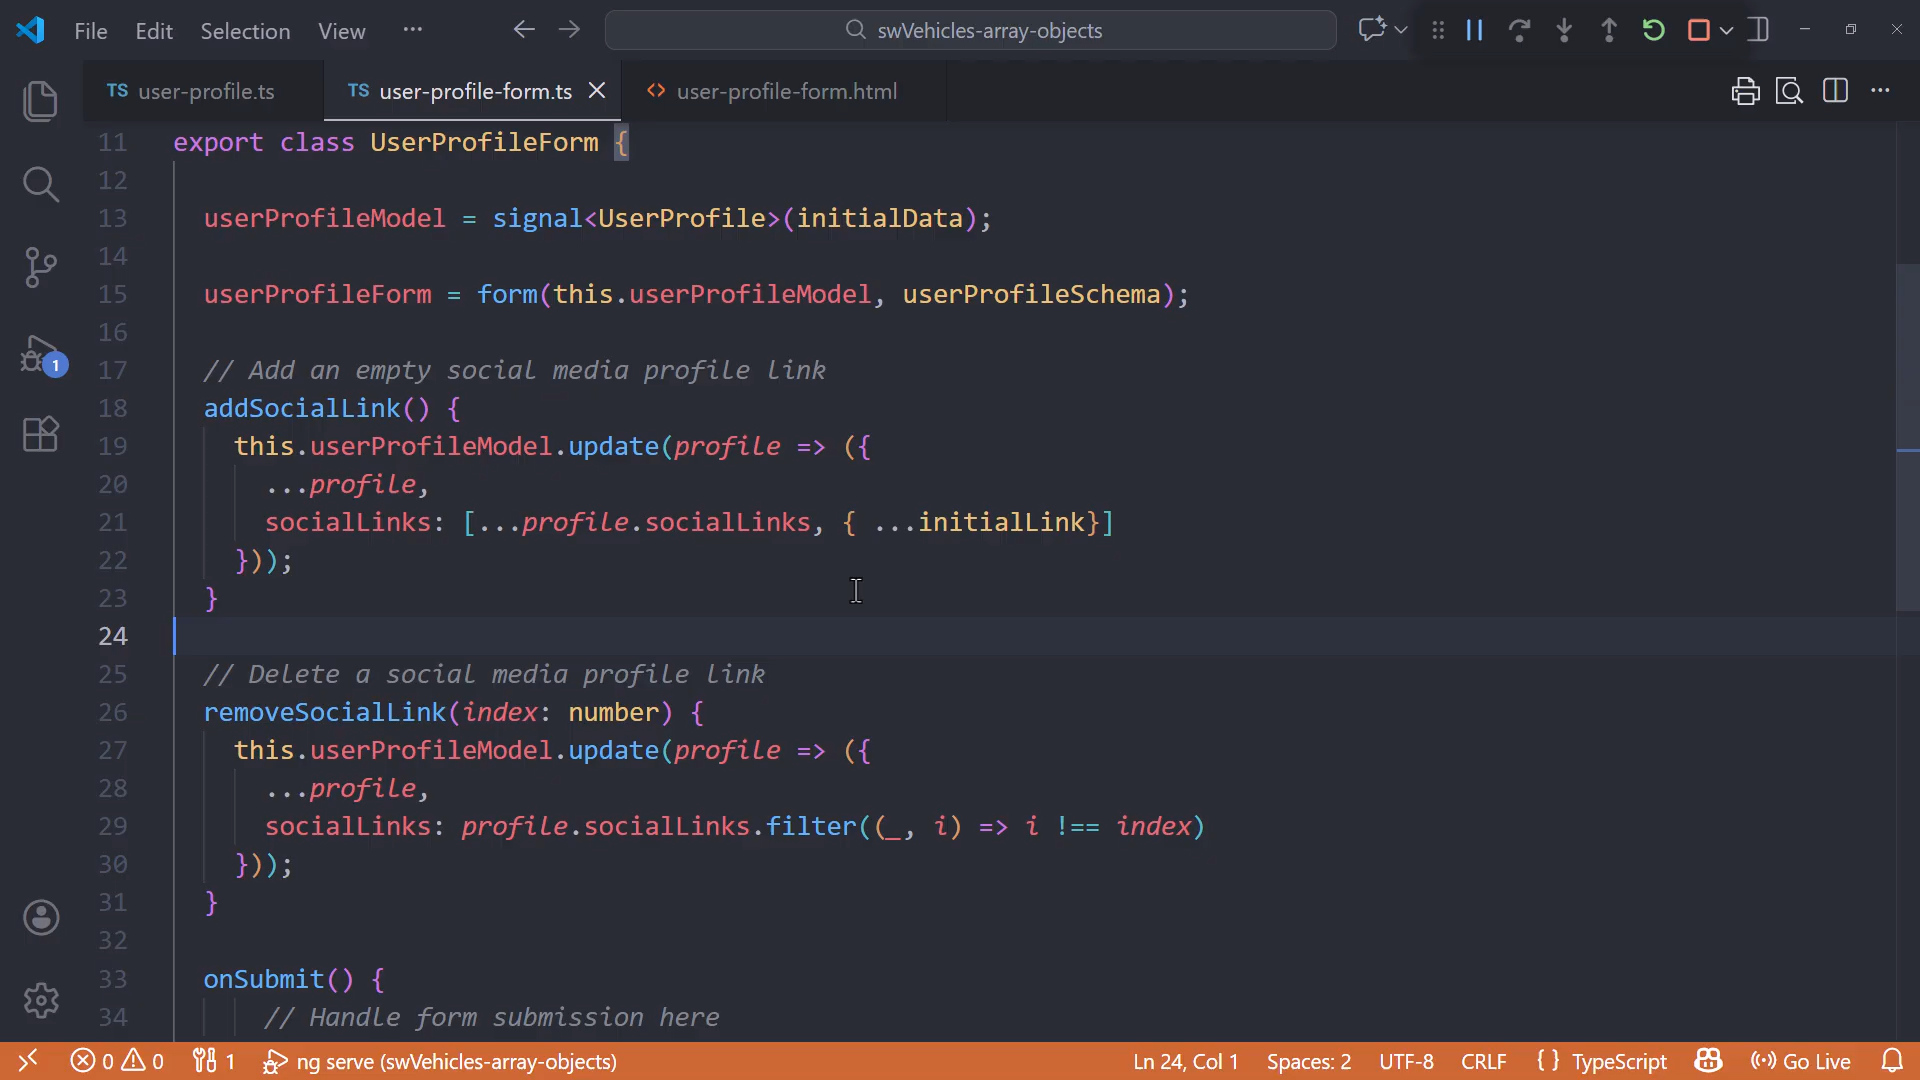 File Edit Selection View ··· swVehicles-array-objects
TS user-profile.ts TS user-profile-form.ts <> user-profile-form.html
11 export class UserProfileForm {
12
13 userProfileModel = signal<UserProfile>(initialData);
14
15 userProfileForm = form(this.userProfileModel, userProfileSchema);
16
17 // Add an empty social media profile link
18 addSocialLink() {
19 this.userProfileModel.update(profile => ({
20 ...profile,
21 socialLinks: [...profile.socialLinks, { ...initialLink}]
22 }));
23 }
24
25 // Delete a social media profile link
26 removeSocialLink(index: number) {
27 this.userProfileModel.update(profile => ({
28 ...profile,
29 socialLinks: profile.socialLinks.filter((_, i) => i !== index)
30 }));
31 }
32
33 onSubmit() {
34 // Handle form submission here
1
0 0 1 ng serve (swVehicles-array-objects) Ln 24, Col 1 Spaces: 2 UTF-8 CRLF { } TypeScript Go Live